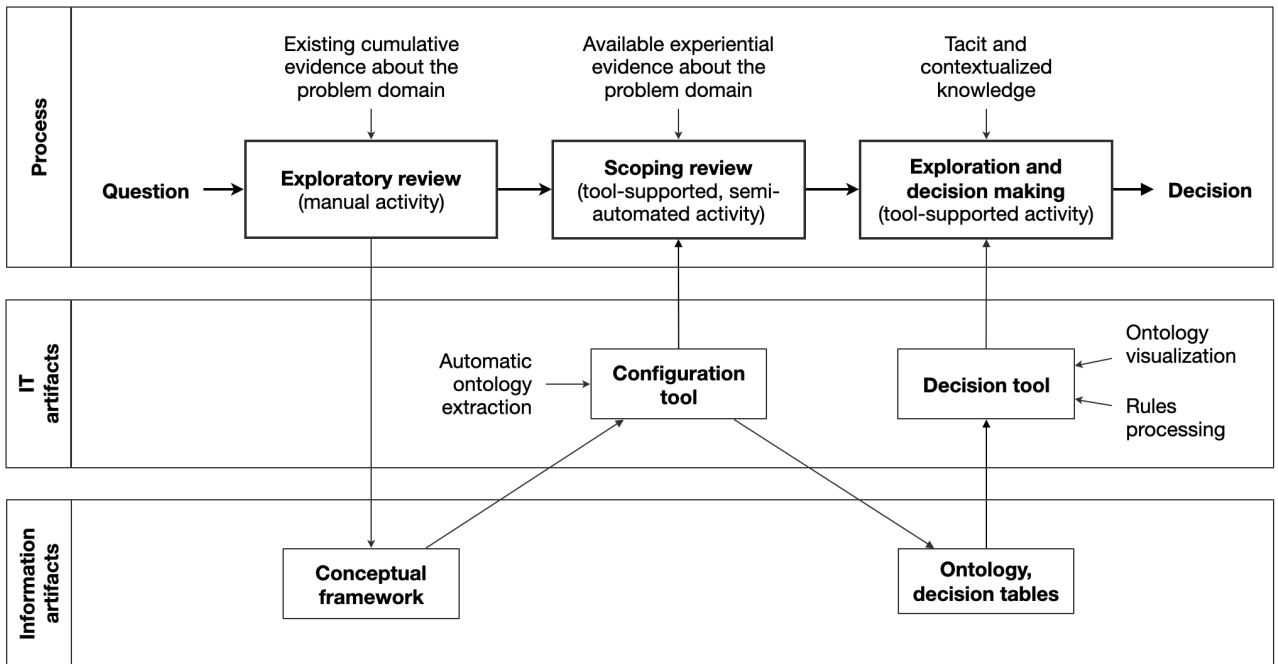 Process
Existing cumulative
evidence about the
problem domain
Available experiential
evidence about the
problem domain
Tacit and
contextualized
knowledge
Question
Exploratory review
(manual activity)
Scoping review
(tool-supported, semi-
automated activity)
Exploration and
decision making
(tool-supported activity)
Decision
IT
artifacts
Automatic
ontology
extraction
Configuration
tool
Decision tool
Ontology
visualization
Rules
processing
Information
artifacts
Conceptual
framework
Ontology,
decision tables